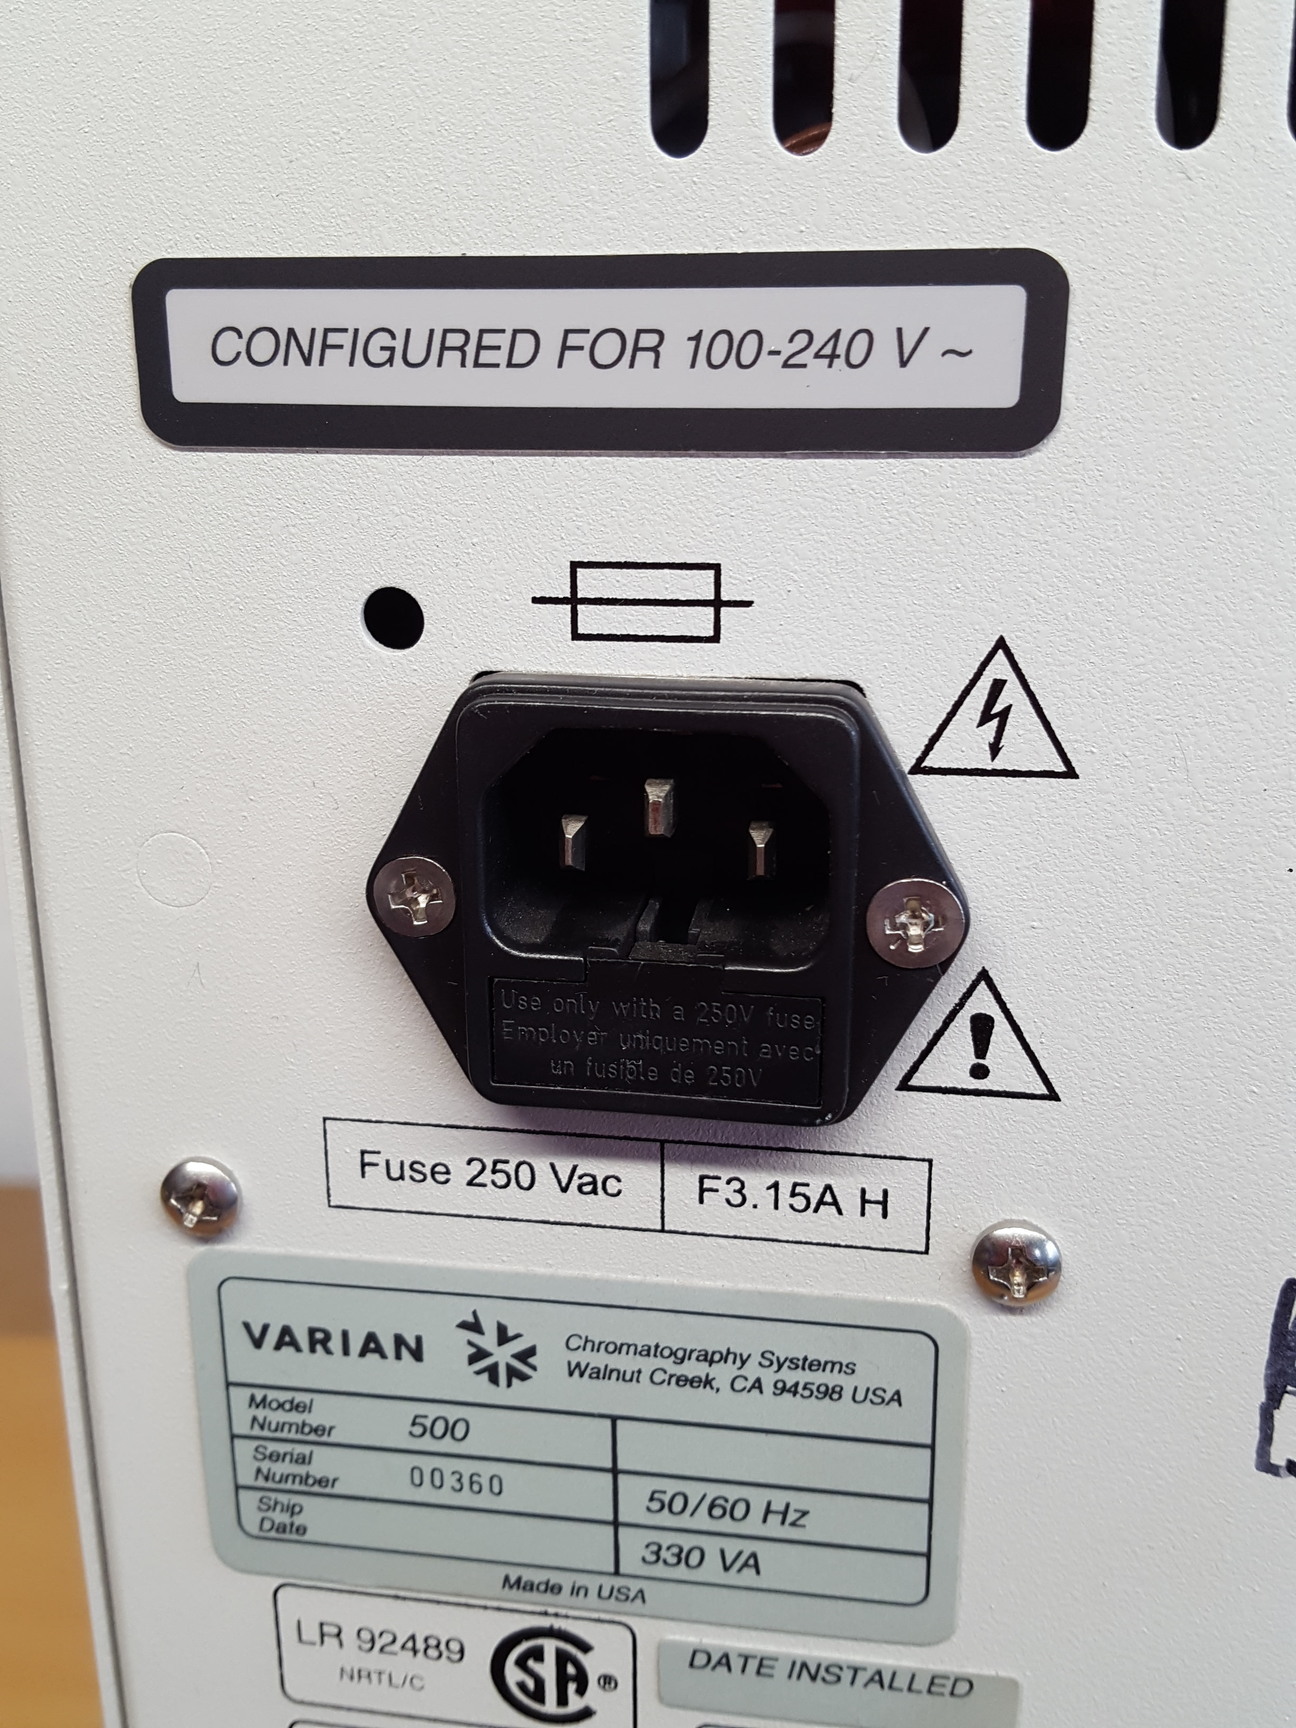 CONFIGURED FOR 100-240 V ~
Use only with a 250V fuse
Employer uniquement avec
un fusible de 250V
Fuse 250 Vac F3.15A H
VARIAN
Chromatography Systems
Walnut Creek, CA 94598 USA
Model
Number 500
Serial
Number 00360
50/60 Hz
Ship
Date
330 VA
Made in USA
LR 92489
NRTL/C
CSA ®
DATE INSTALLED